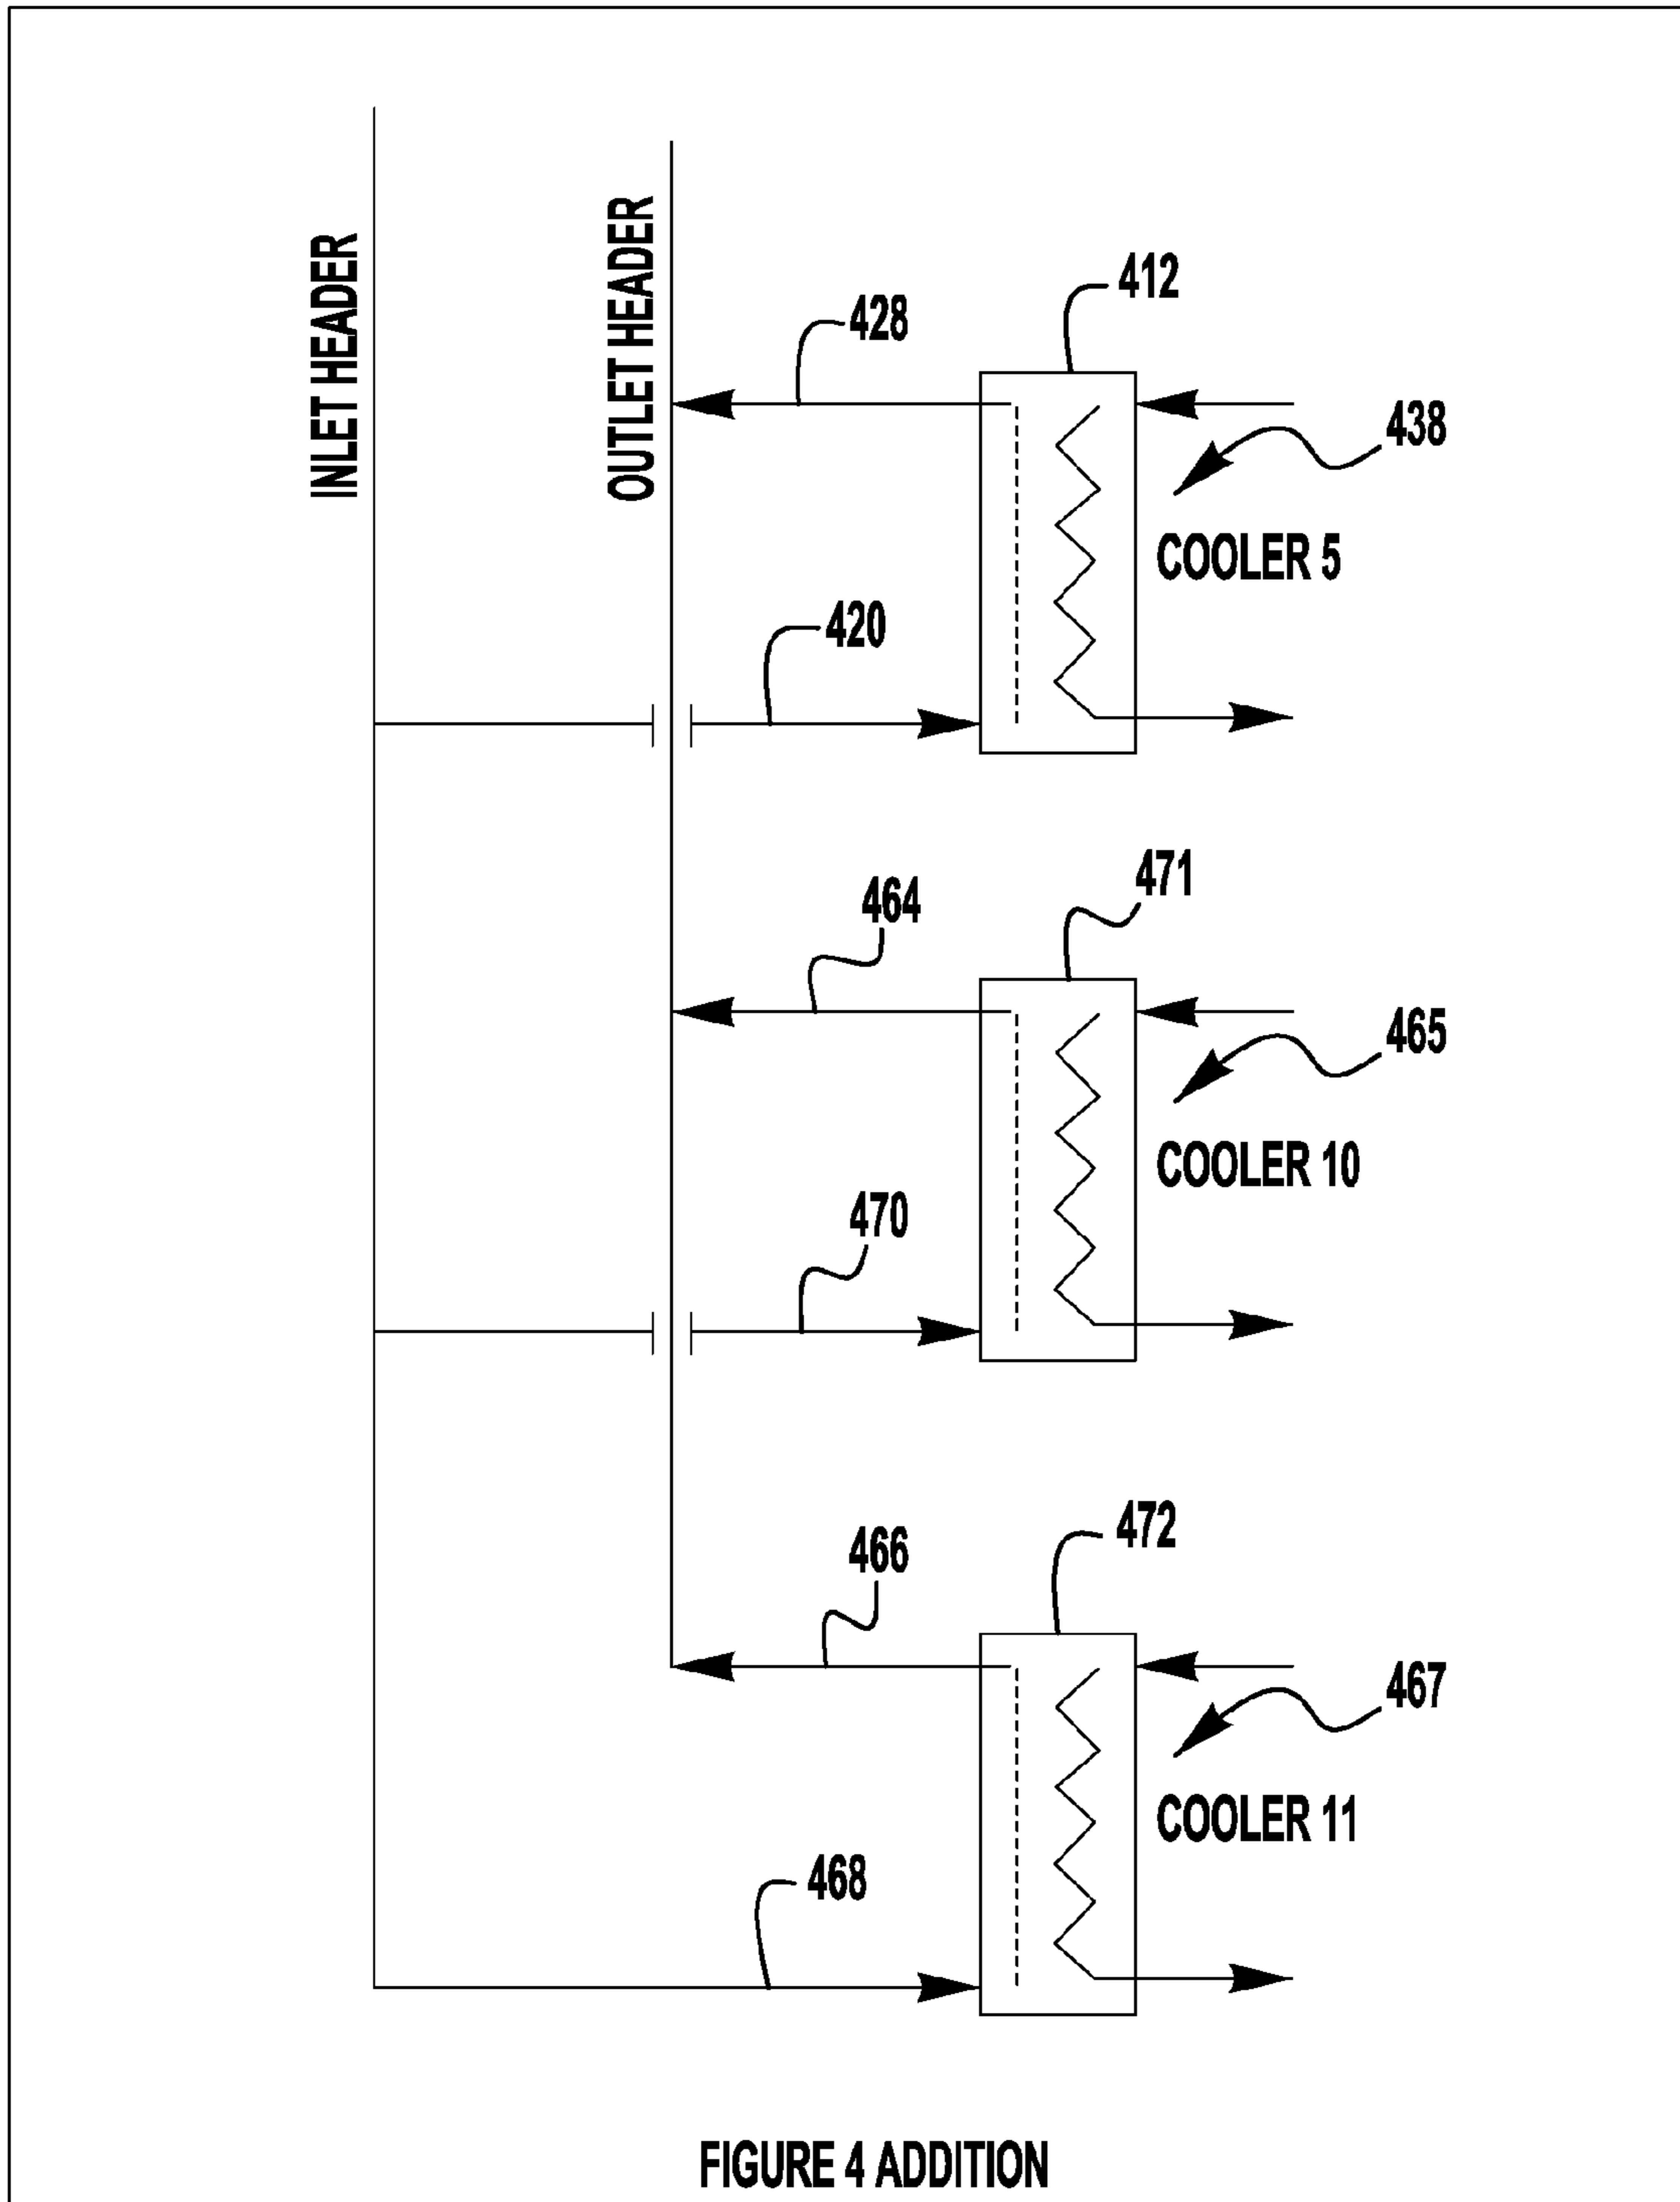 INLET HEADER
OUTLET HEADER
412
428
438
COOLER 5
420
471
464
465
COOLER 10
470
472
466
467
COOLER 11
468
FIGURE 4 ADDITION